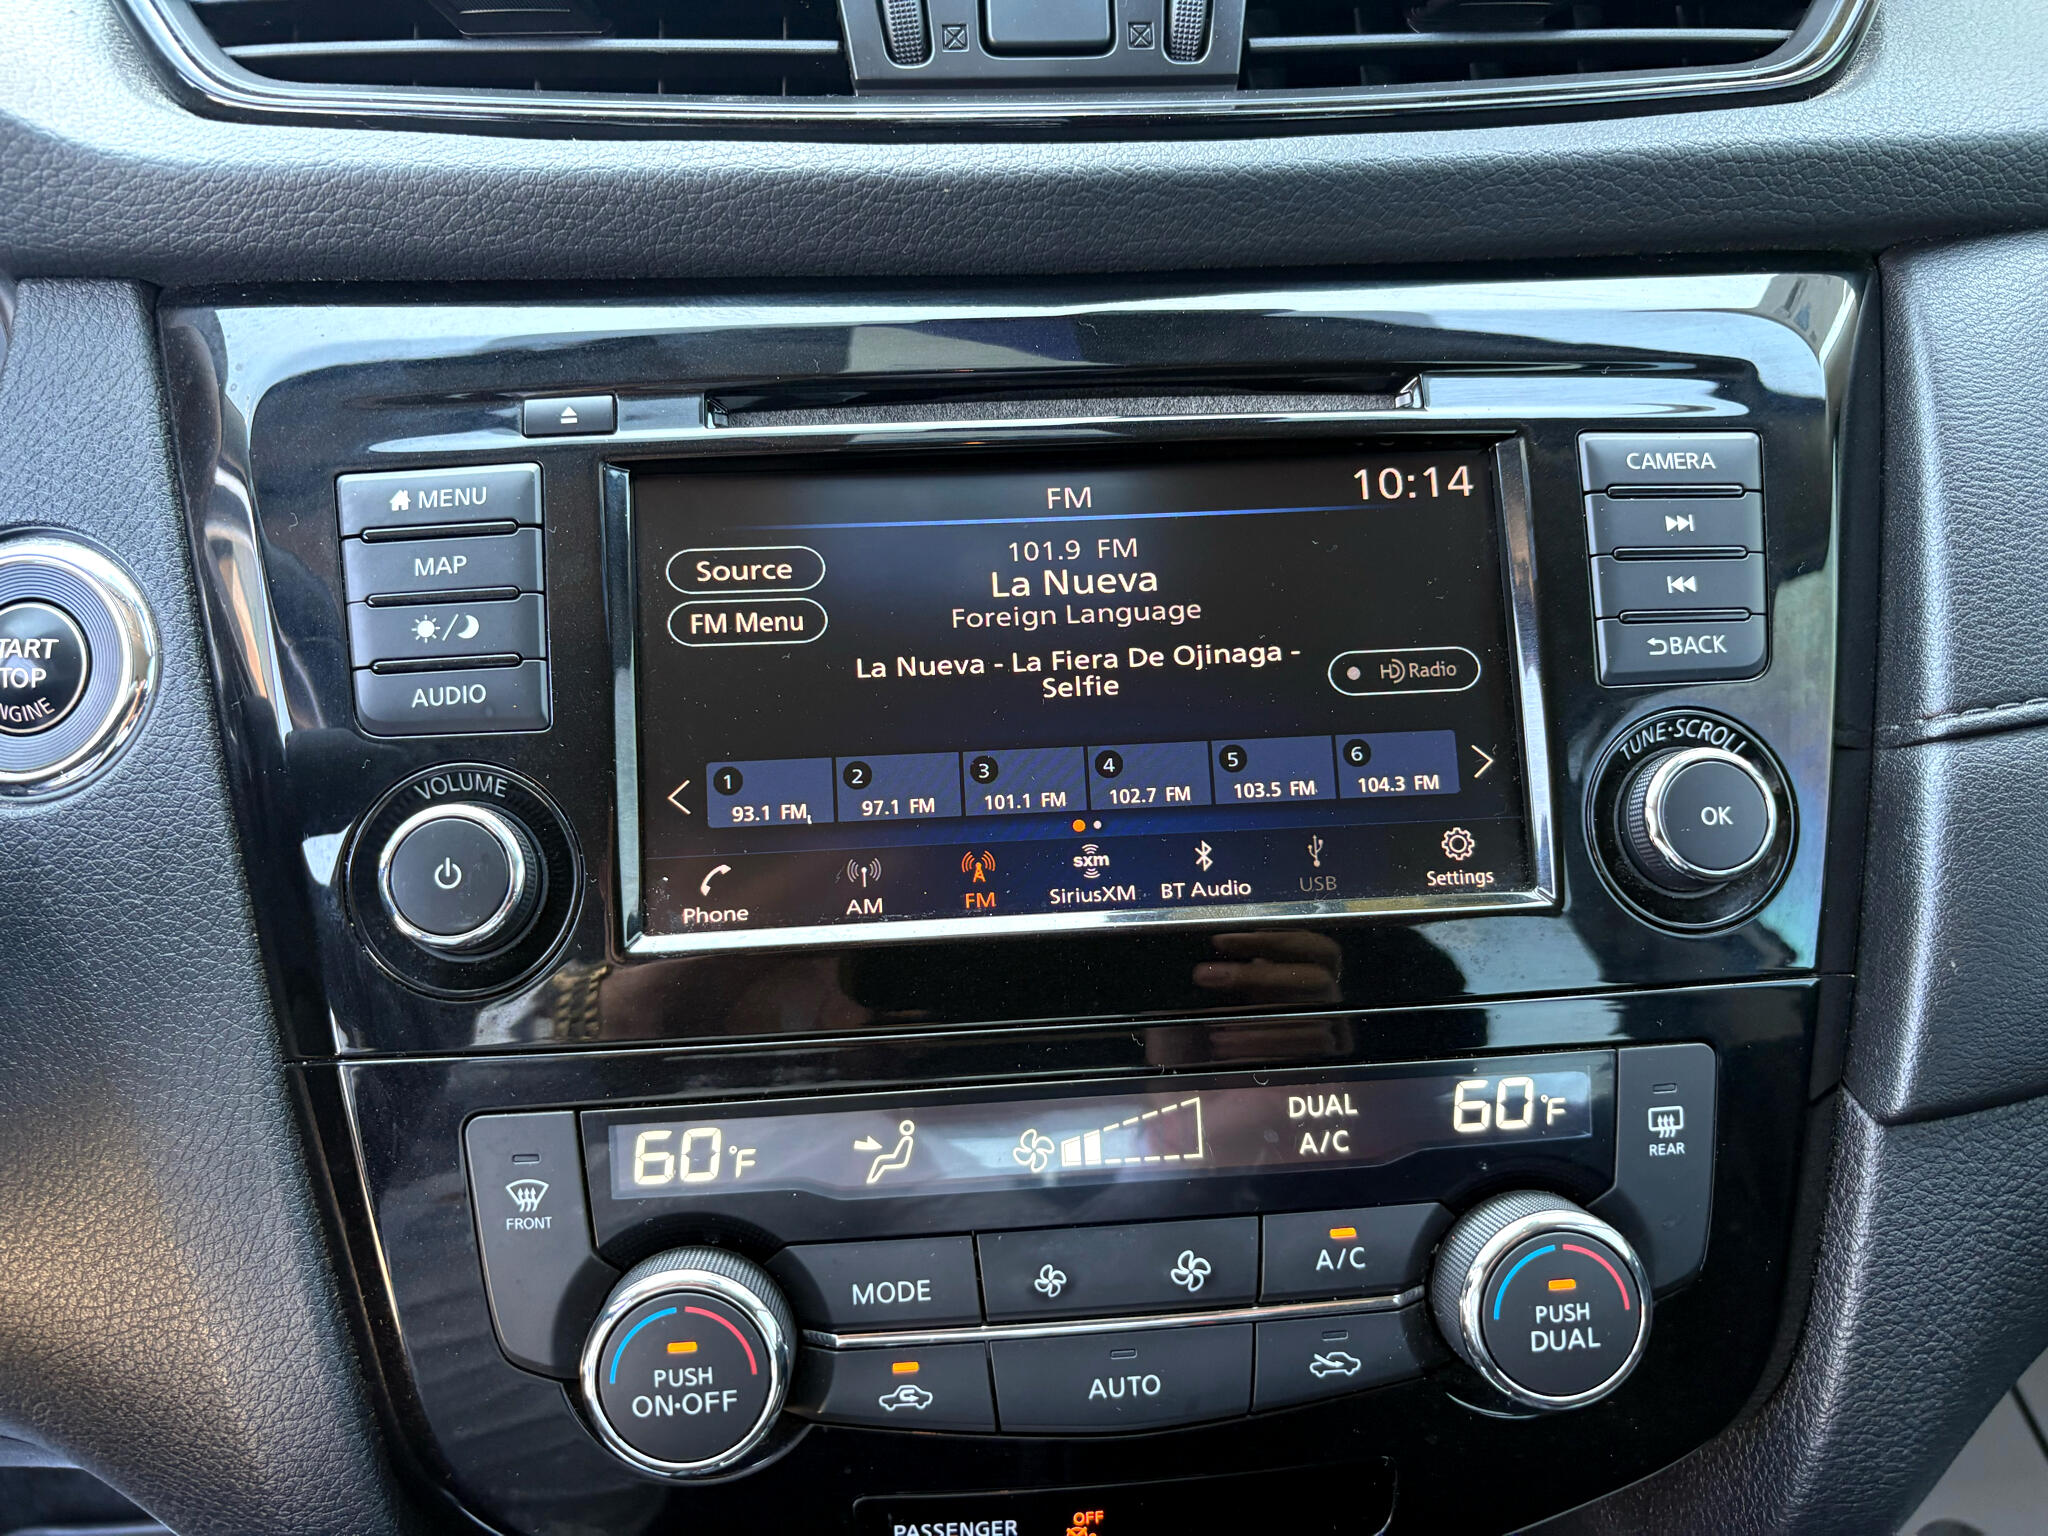 MENU
MAP
AUDIO
VOLUME
START
STOP
ENGINE
FM
10:14
Source
FM Menu
101.9 FM
La Nueva
Foreign Language
La Nueva - La Fiera De Ojinaga -
Selfie
HD Radio
1 93.1 FM
2 97.1 FM
3 101.1 FM
4 102.7 FM
5 103.5 FM
6 104.3 FM
Phone
AM
FM
sxm
SiriusXM
BT Audio
USB
Settings
CAMERA
BACK
TUNE·SCROLL
OK
60°F
DUAL
A/C
60°F
FRONT
REAR
MODE
A/C
PUSH
ON·OFF
AUTO
PUSH
DUAL
PASSENGER
OFF